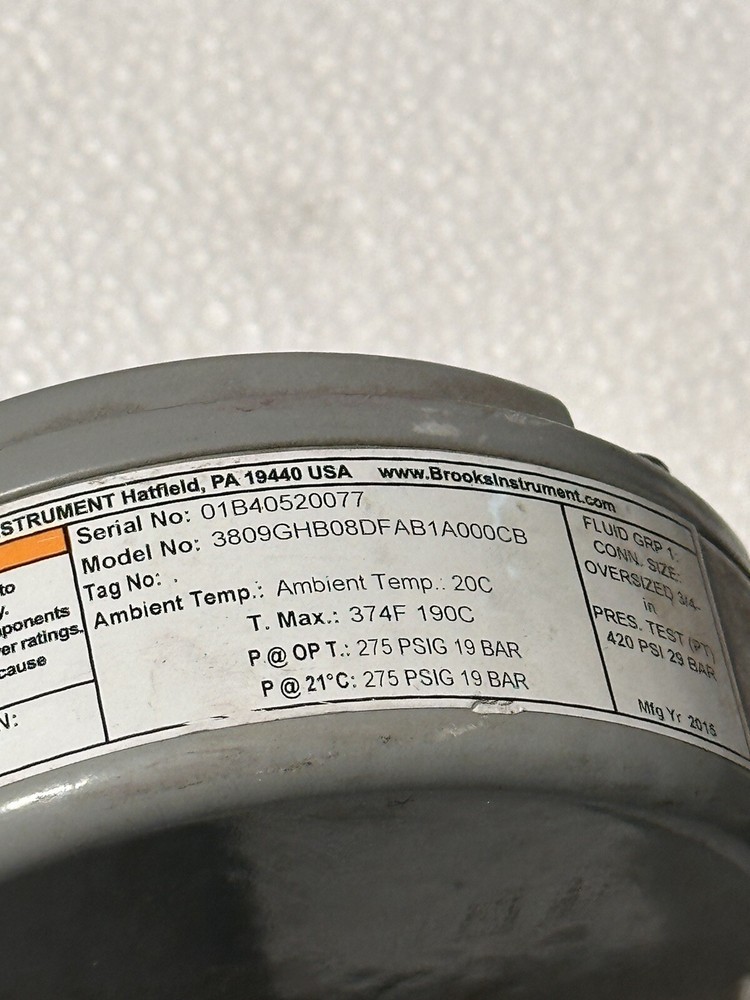 STRUMENT Hatfield, PA 19440 USA www.BrooksInstrument.com
to
y.
ponents
er ratings.
cause
N:
Serial No: 01B40520077
Model No: 3809GHB08DFAB1A000CB
Tag No: .
Ambient Temp.: Ambient Temp.: 20C
T. Max.: 374F 190C
P @ OP T.: 275 PSIG 19 BAR
P @ 21°C: 275 PSIG 19 BAR
FLUID GRP 1:
CONN. SIZE:
OVERSIZED 3/4-
in
PRES. TEST (PT)
420 PSI 29 BAR
Mfg Yr 2015